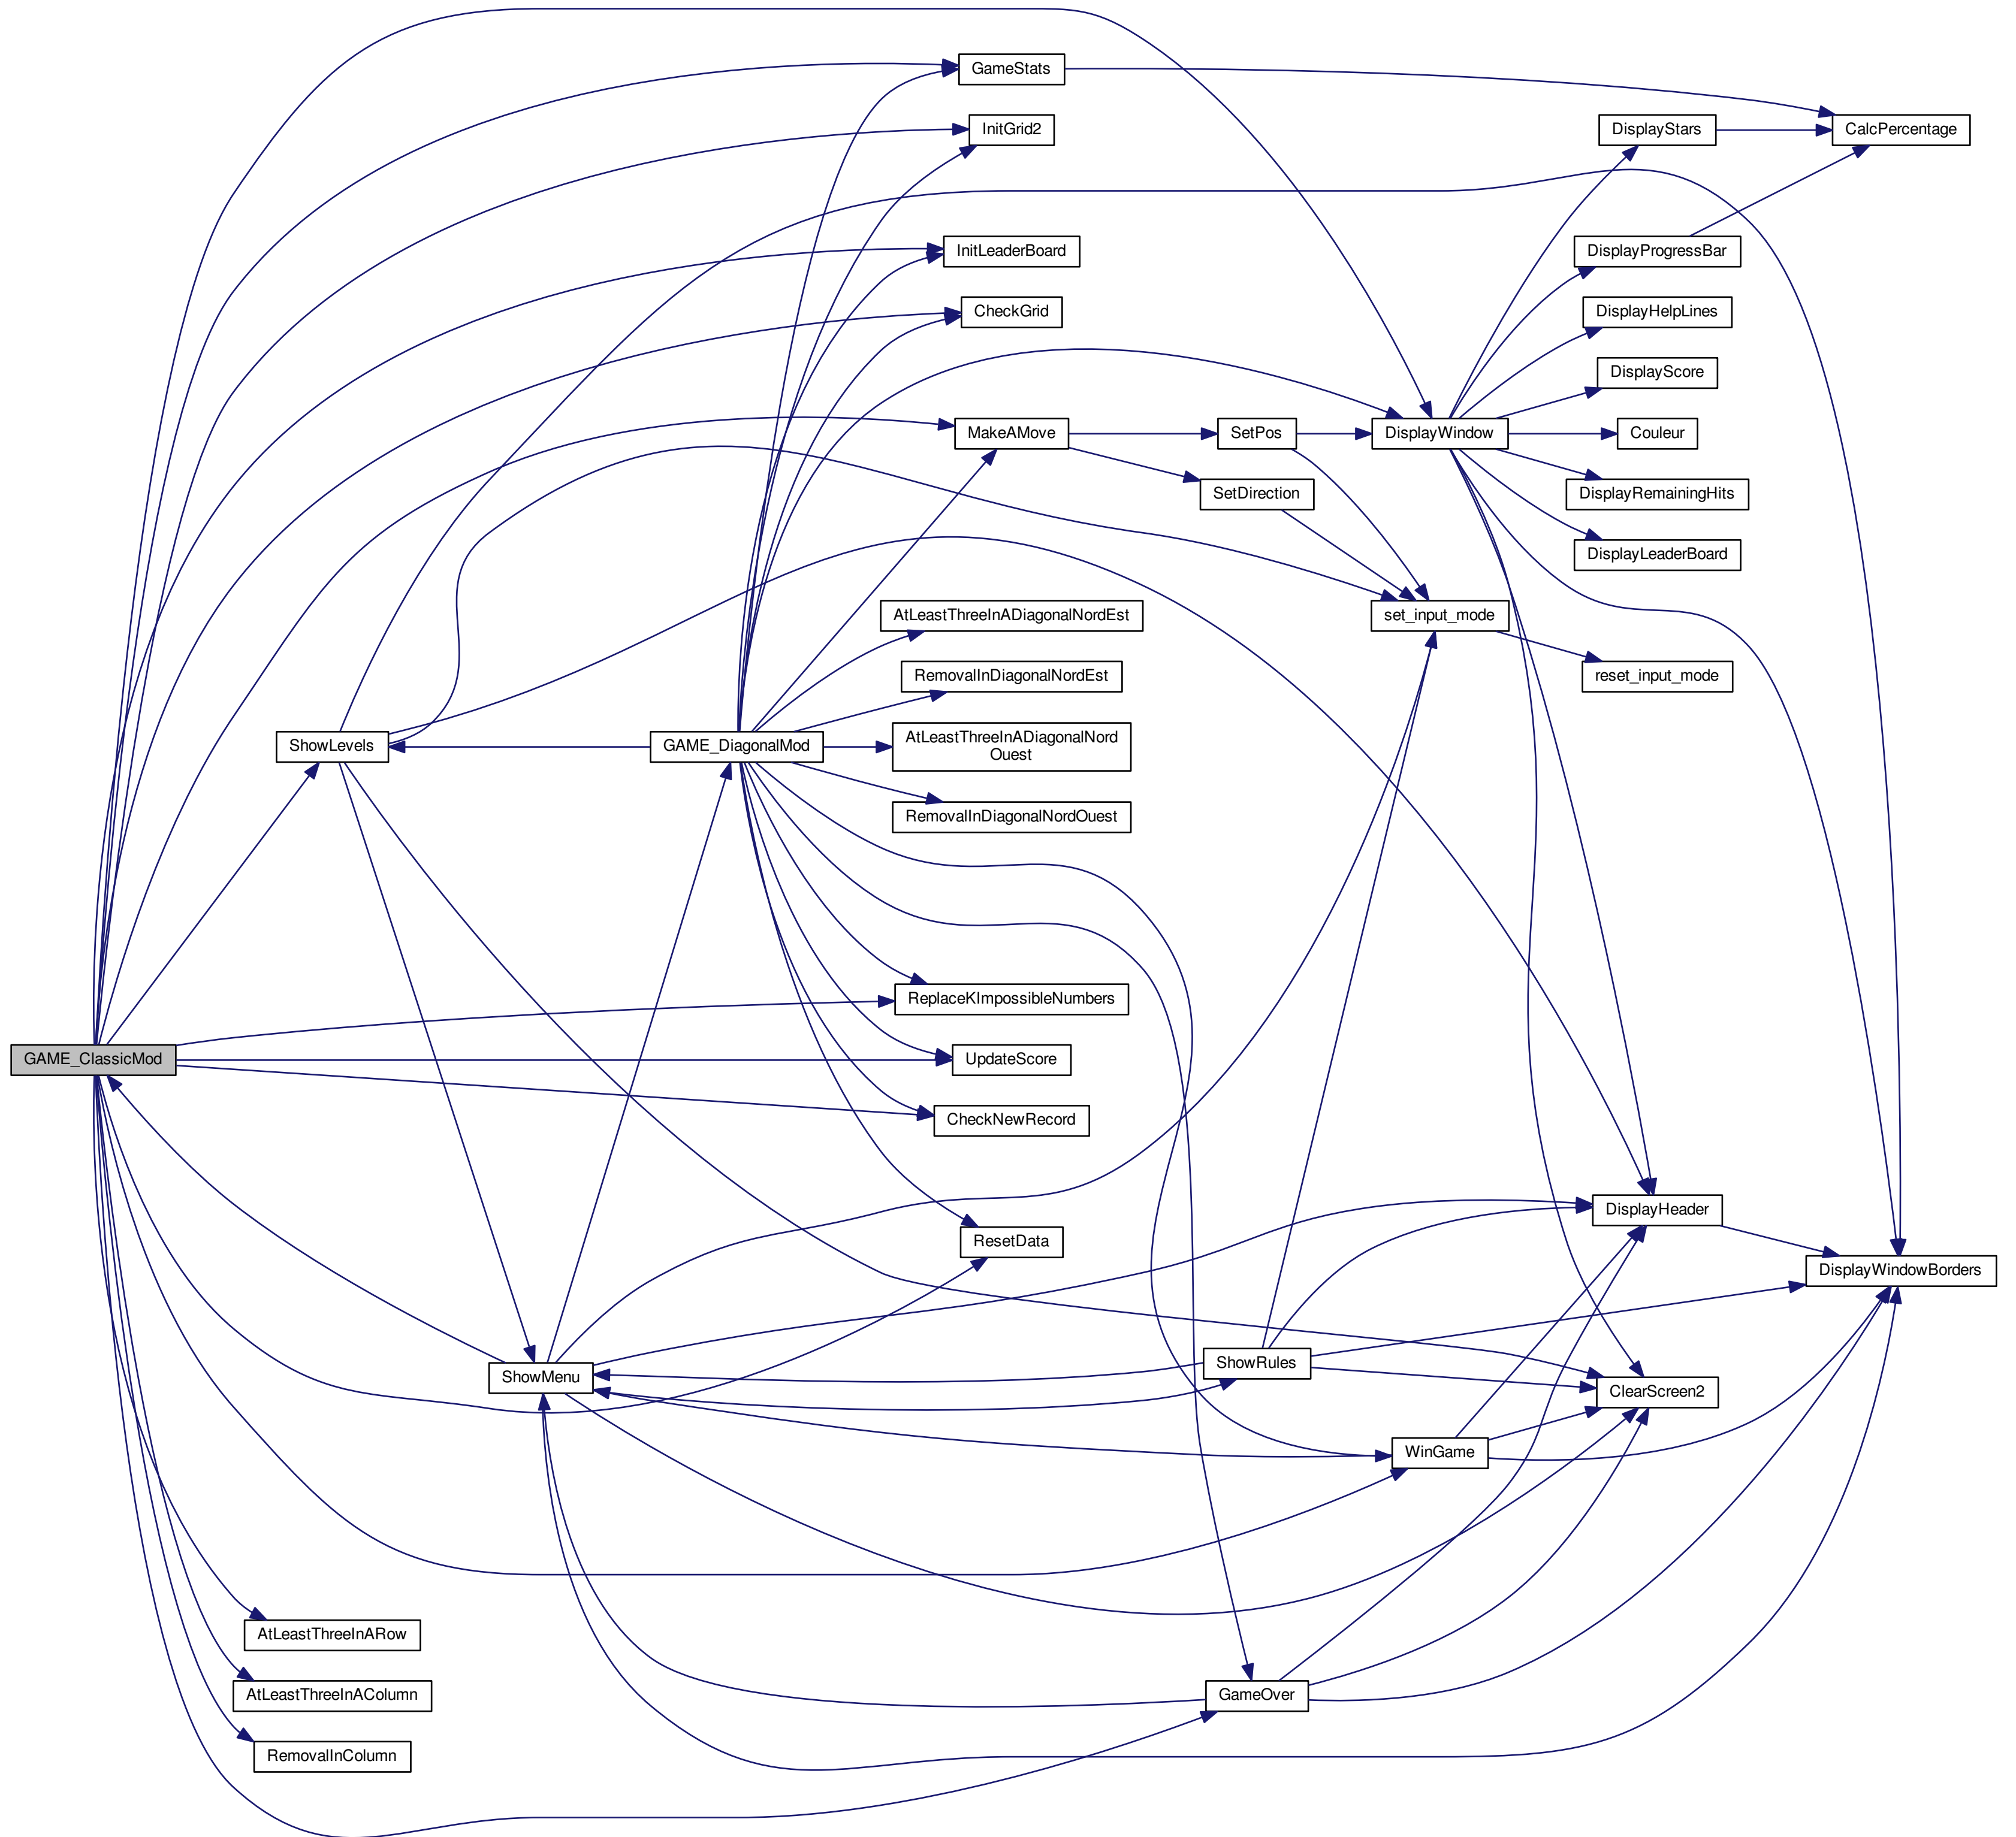 GameStats
InitGrid2
DisplayStars
CalcPercentage
InitLeaderBoard
DisplayProgressBar
CheckGrid
DisplayHelpLines
DisplayScore
MakeAMove
SetPos
DisplayWindow
Couleur
SetDirection
DisplayRemainingHits
DisplayLeaderBoard
AtLeastThreeInADiagonalNordEst
set_input_mode
RemovalInDiagonalNordEst
reset_input_mode
ShowLevels
GAME_DiagonalMod
AtLeastThreeInADiagonalNord
Ouest
RemovalInDiagonalNordOuest
ReplaceKImpossibleNumbers
GAME_ClassicMod
UpdateScore
CheckNewRecord
DisplayHeader
ResetData
DisplayWindowBorders
ShowRules
ShowMenu
ClearScreen2
WinGame
AtLeastThreeInARow
AtLeastThreeInAColumn
GameOver
RemovalInColumn